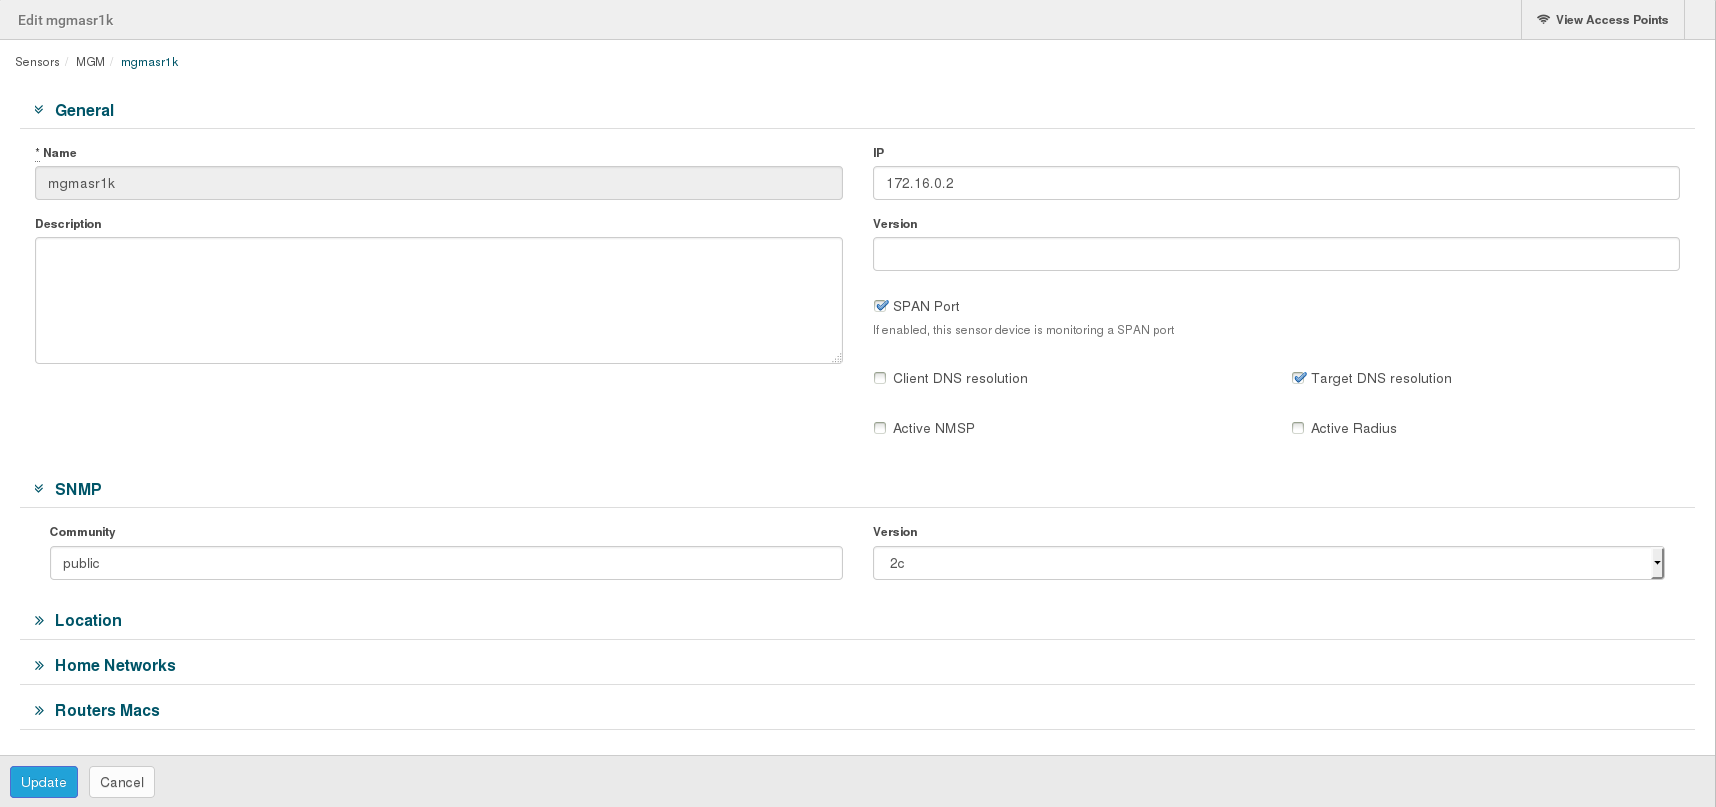 Edit mgmasr1k
View Access Points
Sensors / MGM / mgmasr1k
General
* Name
IP
mgmasr1k
172.16.0.2
Description
Version
SPAN Port
If enabled, this sensor device is monitoring a SPAN port
Client DNS resolution
Target DNS resolution
Active NMSP
Active Radius
SNMP
Community
Version
public
2c
Location
Home Networks
Routers Macs
Update
Cancel